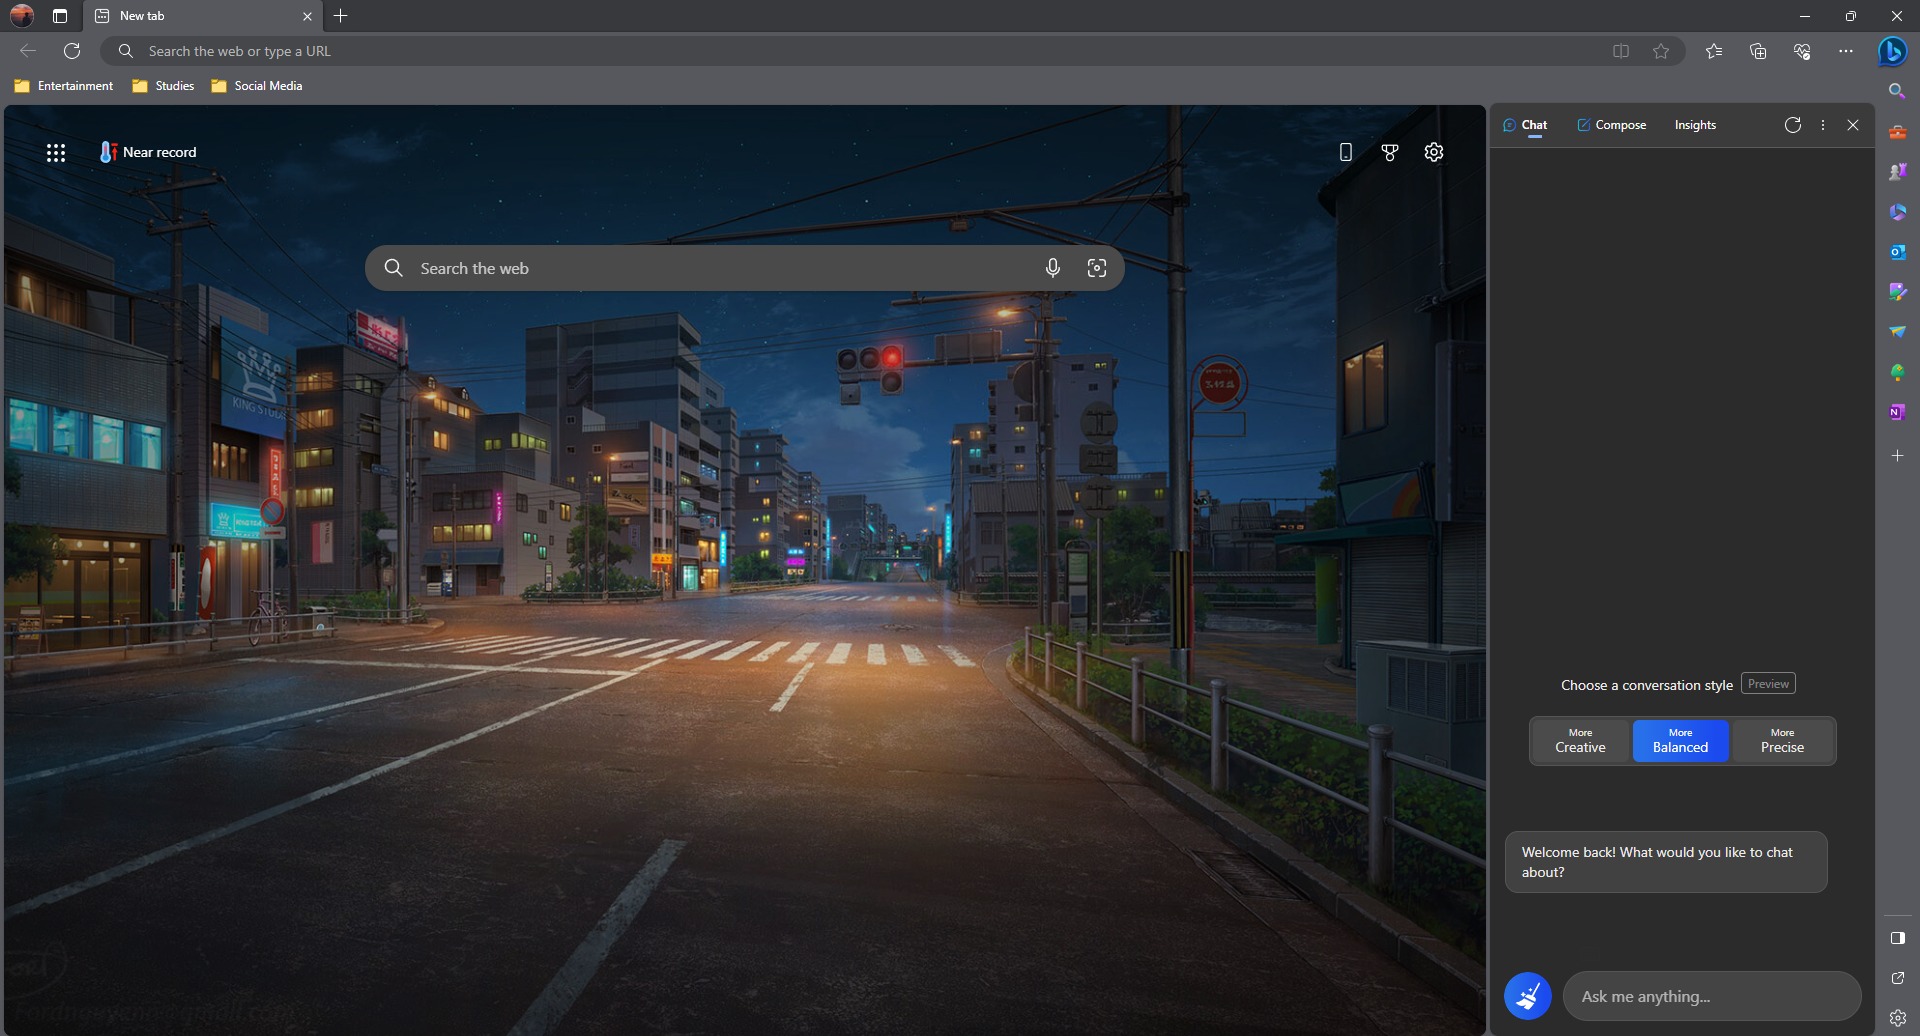 New tab
Search the web or type a URL
Entertainment
Studies
Social Media
Near record
Search the web
KING STUD
Chat
Compose
Insights
Choose a conversation style
Preview
More
Creative
More
Balanced
More
Precise
Welcome back! What would you like to chat
about?
Ask me anything...